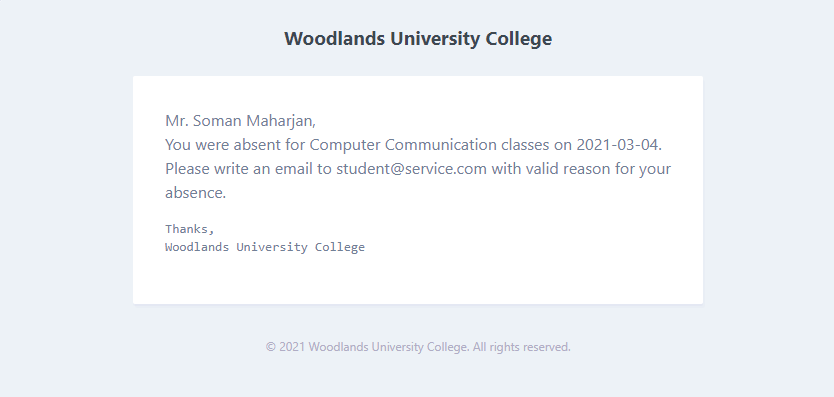 Woodlands University College
Mr. Soman Maharjan,
You were absent for Computer Communication classes on 2021-03-04.
Please write an email to student@service.com with valid reason for your
absence.
Thanks,
Woodlands University College
© 2021 Woodlands University College. All rights reserved.